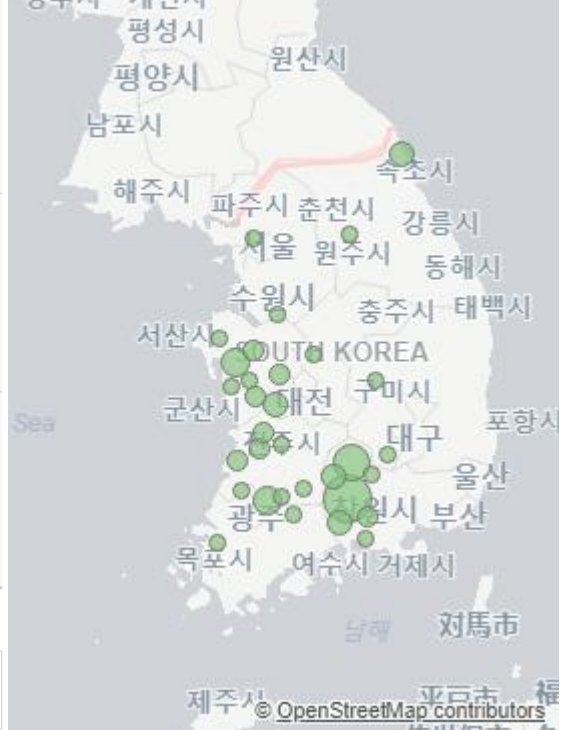 평성시
원산시
평양시
남포시
속초시
해주시
파주시 춘천시
강릉시
서울
원주시
동해시
수원시
충주시 태백시
서산시
SOUTH KOREA
대전
구미시
군산시
Sea
포항시
대구
전주시
울산
창원시
광주
부산
목포시
여수시 거제시
남해
対馬市
제주시
平戸市
福
© OpenStreetMap contributors